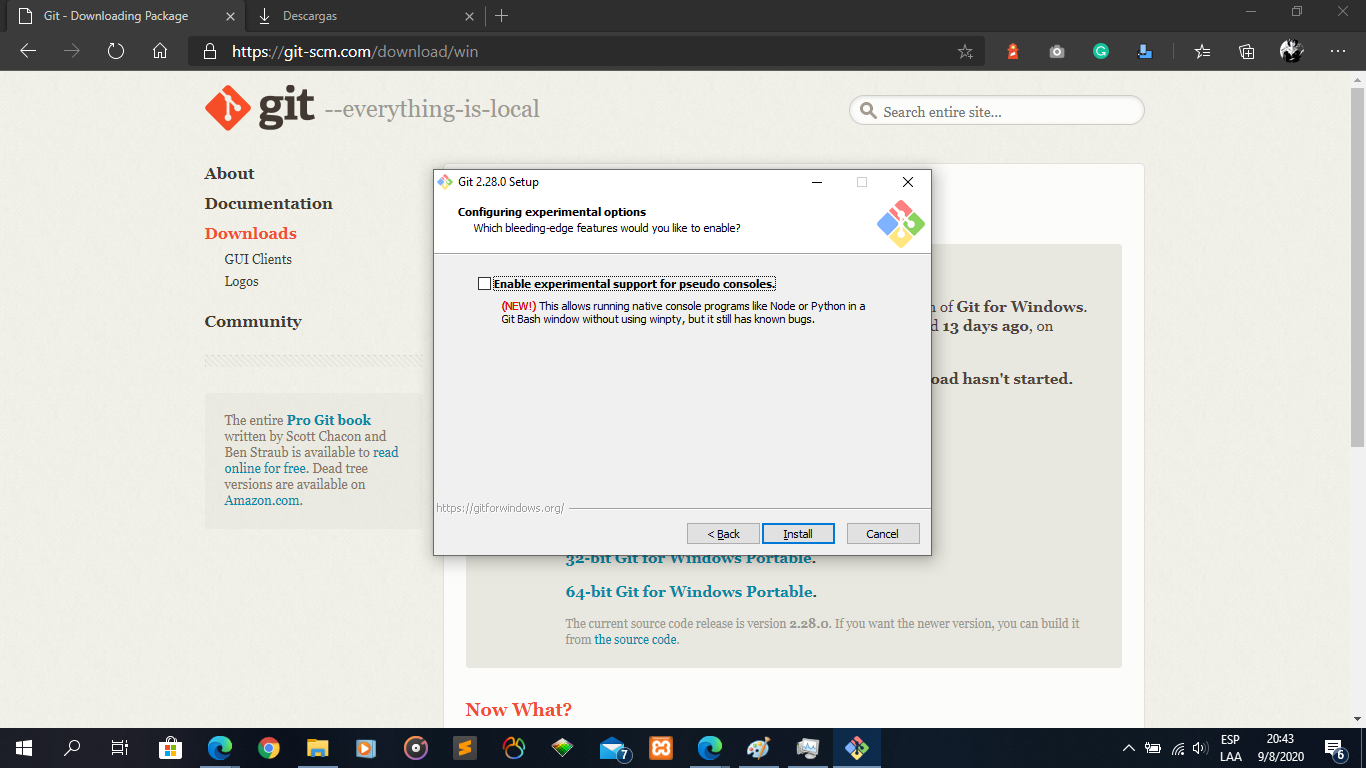 Git - Downloading Package
Descargas
https://git-scm.com/download/win
git --everything-is-local
Search entire site...
About
Documentation
Downloads
GUI Clients
Logos
Community
The entire Pro Git book
written by Scott Chacon and
Ben Straub is available to read
online for free. Dead tree
versions are available on
Amazon.com.
Git 2.28.0 Setup
Configuring experimental options
Which bleeding-edge features would you like to enable?
Enable experimental support for pseudo consoles.
(NEW!) This allows running native console programs like Node or Python in a
Git Bash window without using winpty, but it still has known bugs.
https://gitforwindows.org/
< Back
Install
Cancel
of Git for Windows.
13 days ago, on
hasn't started.
32-bit Git for Windows Portable.
64-bit Git for Windows Portable.
The current source code release is version 2.28.0. If you want the newer version, you can build it
from the source code.
Now What?
7
ESP
LAA
20:43
9/8/2020
6